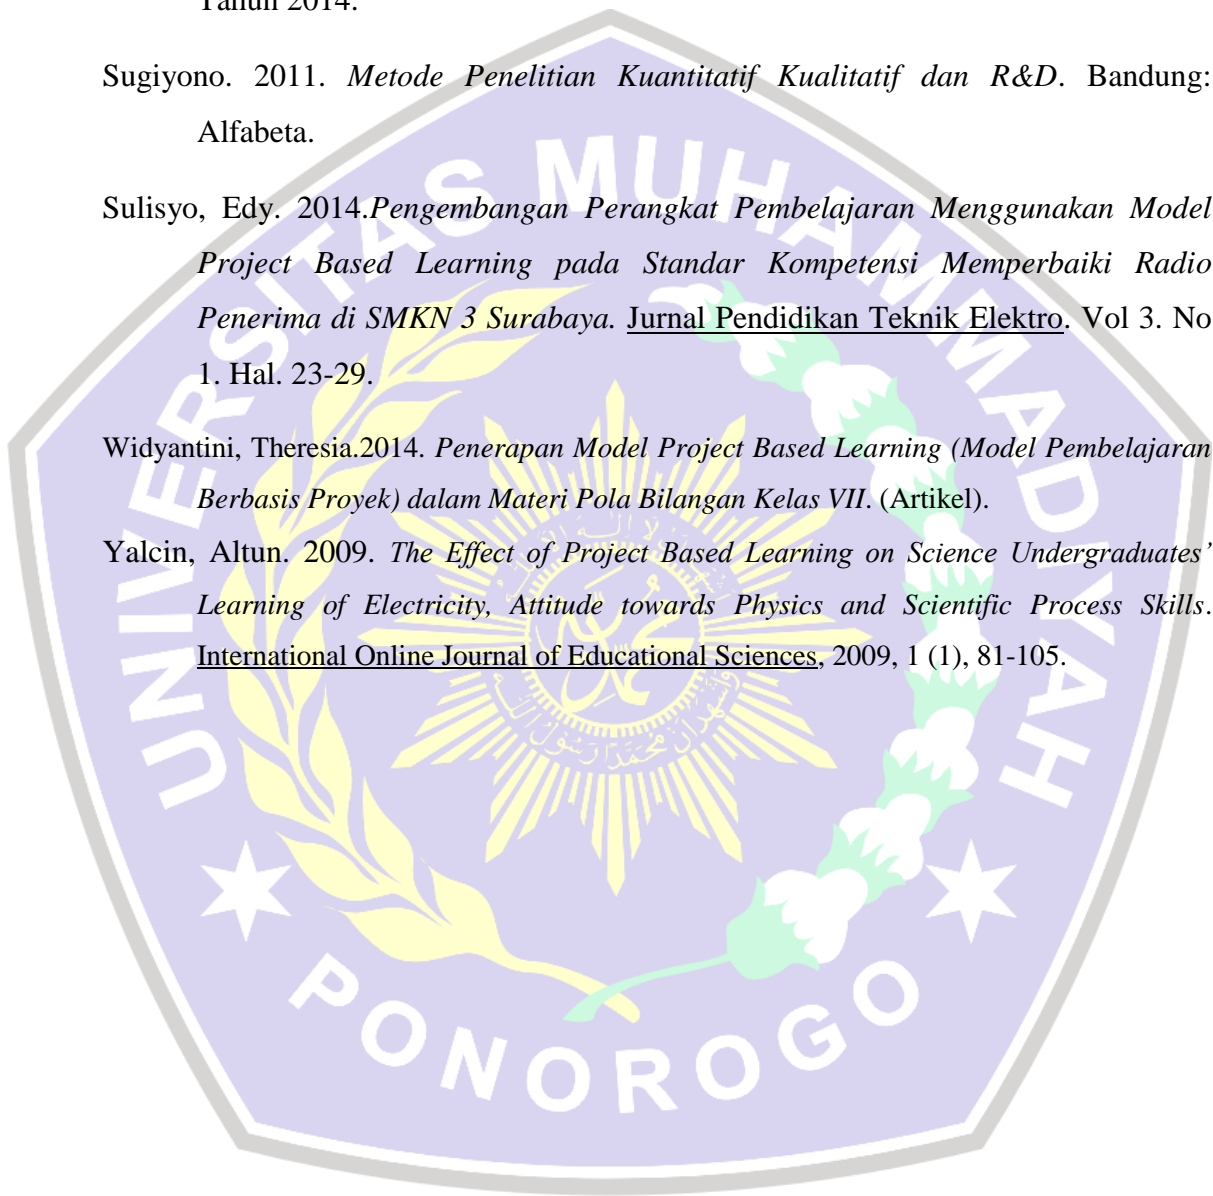 Tahun 2014.
Sugiyono. 2011. Metode Penelitian Kuantitatif Kualitatif dan R&D. Bandung:
Alfabeta.
Sulisyo, Edy. 2014.Pengembangan Perangkat Pembelajaran Menggunakan Model
Project Based Learning pada Standar Kompetensi Memperbaiki Radio
Penerima di SMKN 3 Surabaya. Jurnal Pendidikan Teknik Elektro. Vol 3. No
1. Hal. 23-29.
Widyantini, Theresia.2014. Penerapan Model Project Based Learning (Model Pembelajaran
Berbasis Proyek) dalam Materi Pola Bilangan Kelas VII. (Artikel).
Yalcin, Altun. 2009. The Effect of Project Based Learning on Science Undergraduates’
Learning of Electricity, Attitude towards Physics and Scientific Process Skills.
International Online Journal of Educational Sciences, 2009, 1 (1), 81-105.
UNIVERSITAS MUHAMMADIYAH
PONOROGO
محمدية